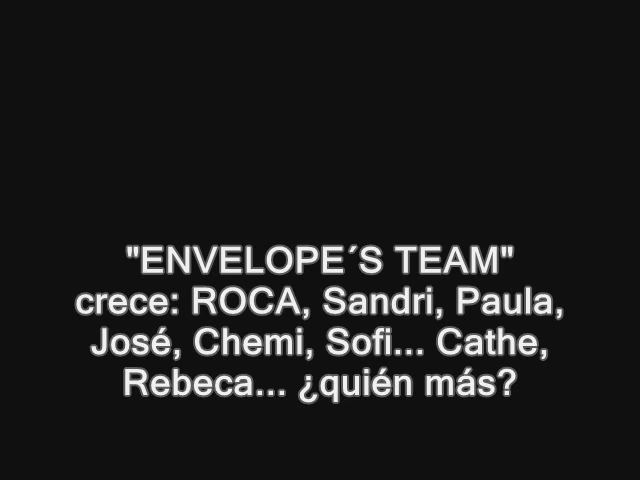 "ENVELOPE´S TEAM"
crece: ROCA, Sandri, Paula,
José, Chemi, Sofi... Cathe,
Rebeca... ¿quién más?